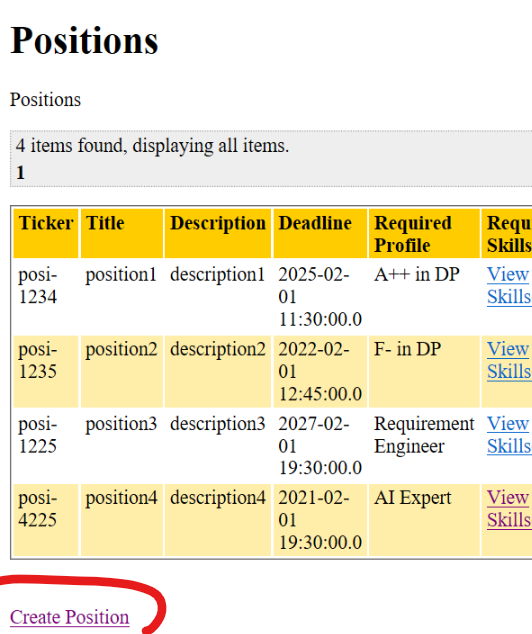 Positions
Positions
4 items found, displaying all items.
1
Ticker Title Description Deadline Required Profile Requi Skills
posi-1234 position1 description1 2025-02-01 11:30:00.0 A++ in DP View Skills
posi-1235 position2 description2 2022-02-01 12:45:00.0 F- in DP View Skills
posi-1225 position3 description3 2027-02-01 19:30:00.0 Requirement Engineer View Skills
posi-4225 position4 description4 2021-02-01 19:30:00.0 AI Expert View Skills
Create Position